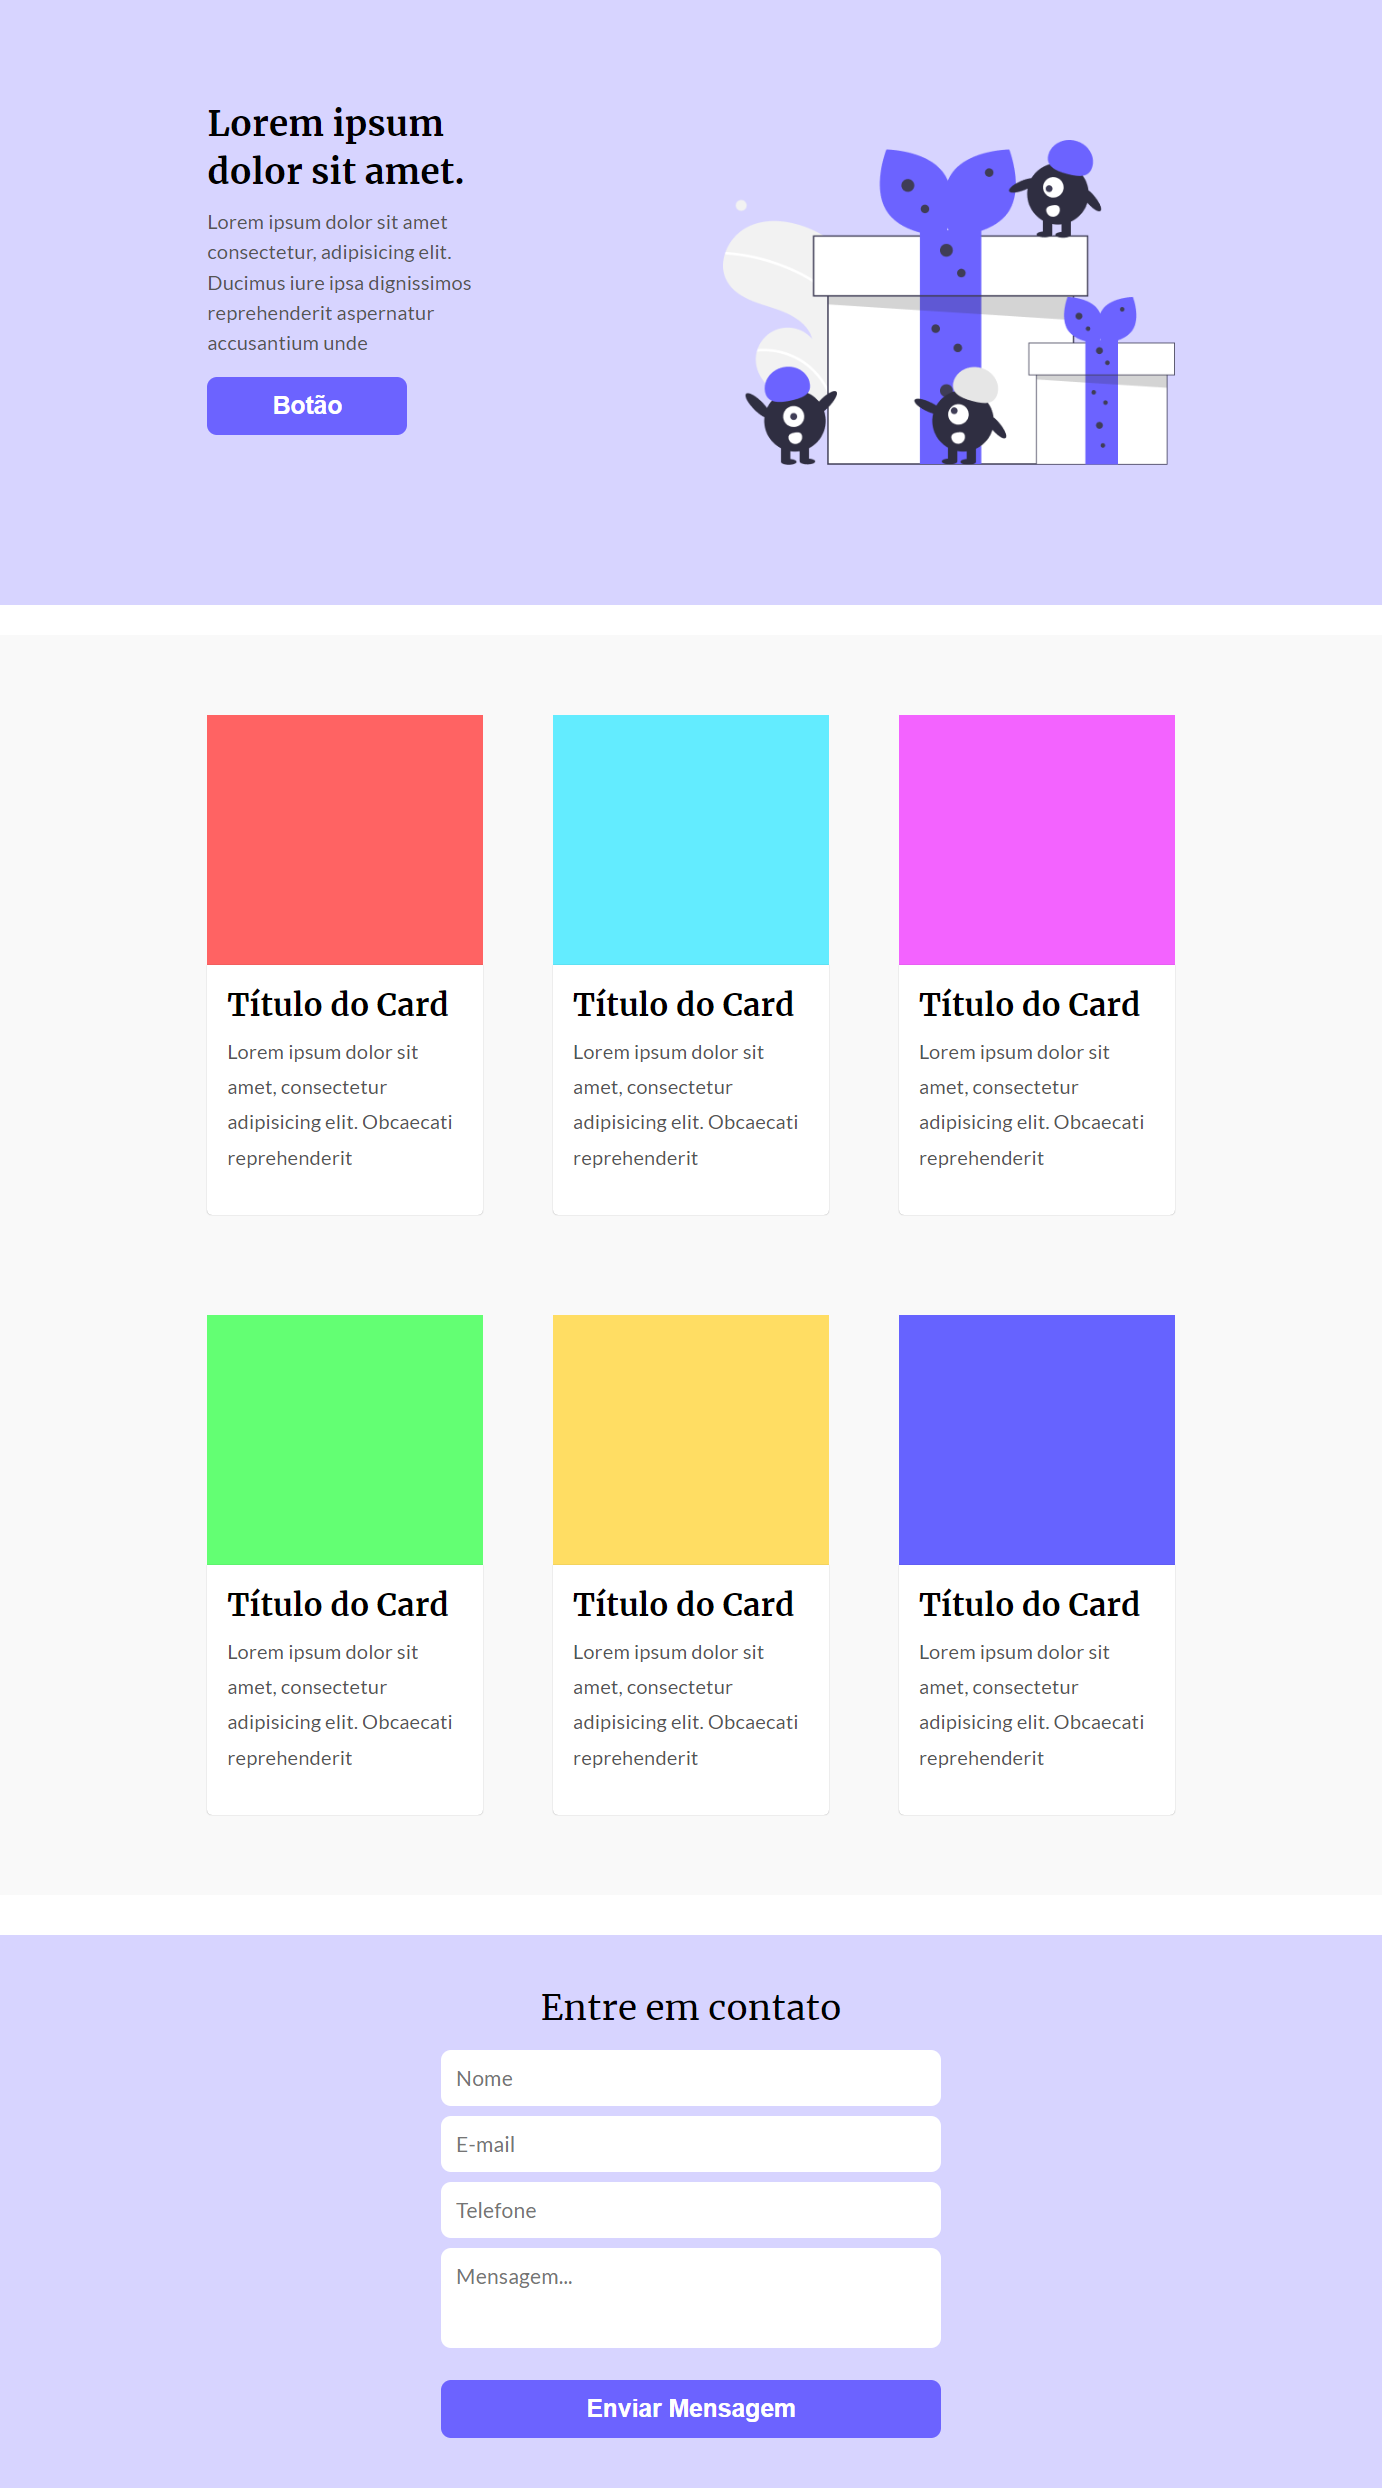 Lorem ipsum
dolor sit amet.
Lorem ipsum dolor sit amet
consectetur, adipisicing elit.
Ducimus iure ipsa dignissimos
reprehenderit aspernatur
accusantium unde
Botão
Título do Card
Lorem ipsum dolor sit
amet, consectetur
adipisicing elit. Obcaecati
reprehenderit
Título do Card
Lorem ipsum dolor sit
amet, consectetur
adipisicing elit. Obcaecati
reprehenderit
Título do Card
Lorem ipsum dolor sit
amet, consectetur
adipisicing elit. Obcaecati
reprehenderit
Título do Card
Lorem ipsum dolor sit
amet, consectetur
adipisicing elit. Obcaecati
reprehenderit
Título do Card
Lorem ipsum dolor sit
amet, consectetur
adipisicing elit. Obcaecati
reprehenderit
Título do Card
Lorem ipsum dolor sit
amet, consectetur
adipisicing elit. Obcaecati
reprehenderit
Entre em contato
Nome
E-mail
Telefone
Mensagem...
Enviar Mensagem